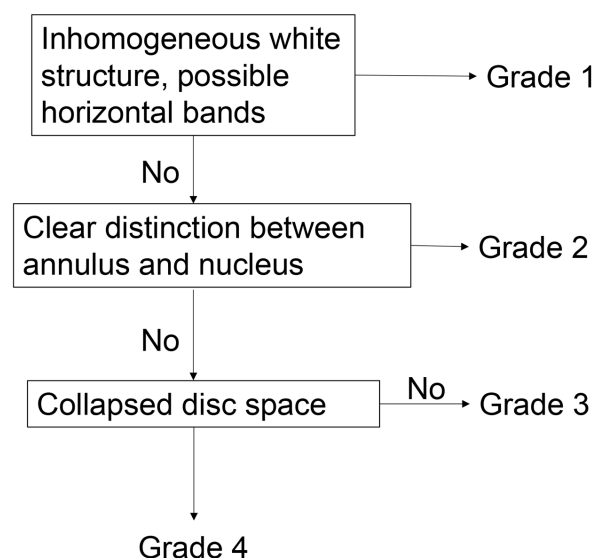 Inhomogeneous white
structure, possible
horizontal bands
Grade 1
No
Clear distinction between
annulus and nucleus
Grade 2
No
Collapsed disc space
No
Grade 3
Grade 4